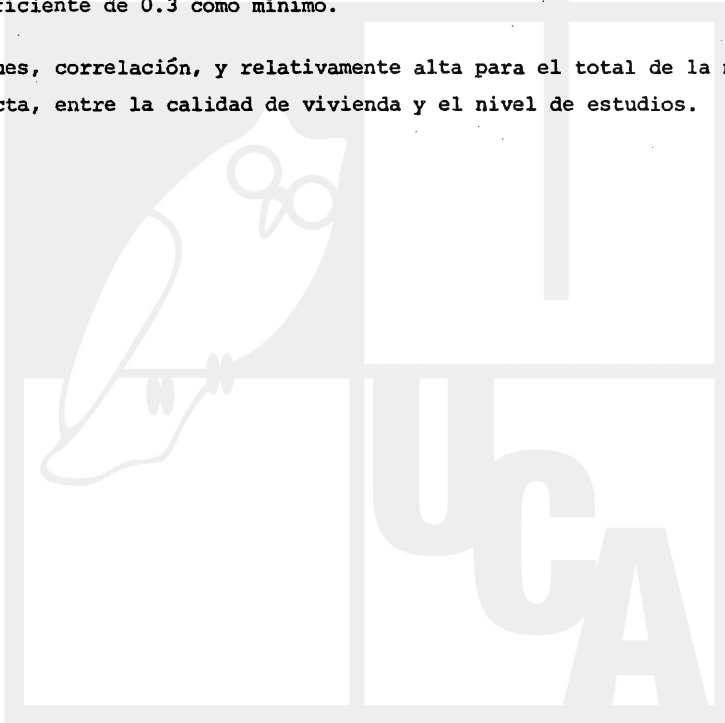 iciente de 0.3 como mínimo.
es, correlación, y relativamente alta para el total de la
cta, entre la calidad de vivienda y el nivel de estudios.
UCA